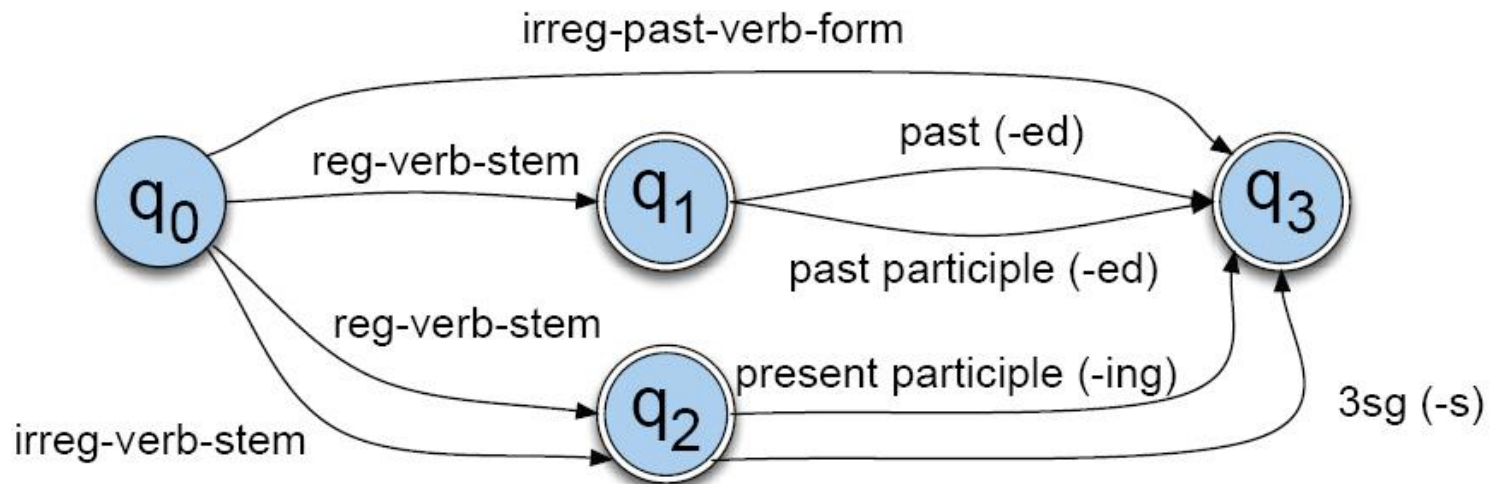 irreg-past-verb-form
past (-ed)
reg-verb-stem
q0
q1
q3
past participle (-ed)
reg-verb-stem
present participle (-ing)
3sg (-s)
q2
irreg-verb-stem